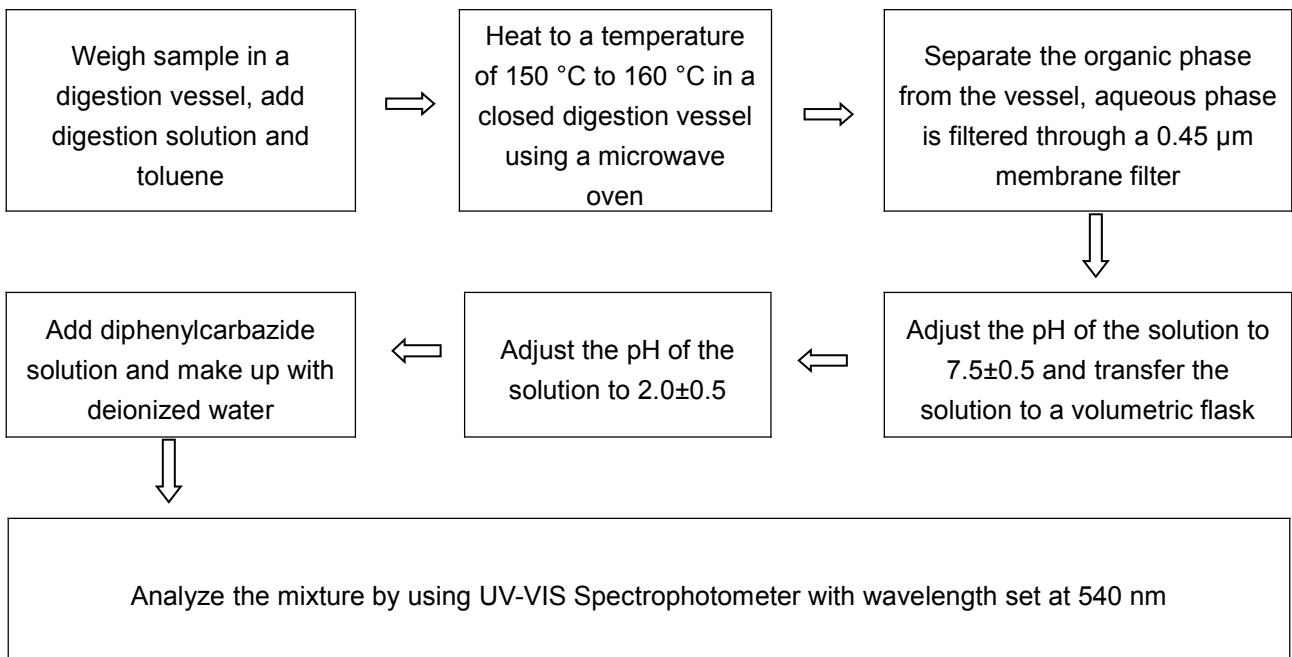 Weigh sample in a
digestion vessel, add
digestion solution and
toluene
Heat to a temperature
of 150 °C to 160 °C in a
closed digestion vessel
using a microwave
oven
Separate the organic phase
from the vessel, aqueous phase
is filtered through a 0.45 μm
membrane filter
Adjust the pH of the solution to
7.5±0.5 and transfer the
solution to a volumetric flask
Adjust the pH of the
solution to 2.0±0.5
Add diphenylcarbazide
solution and make up with
deionized water
Analyze the mixture by using UV-VIS Spectrophotometer with wavelength set at 540 nm